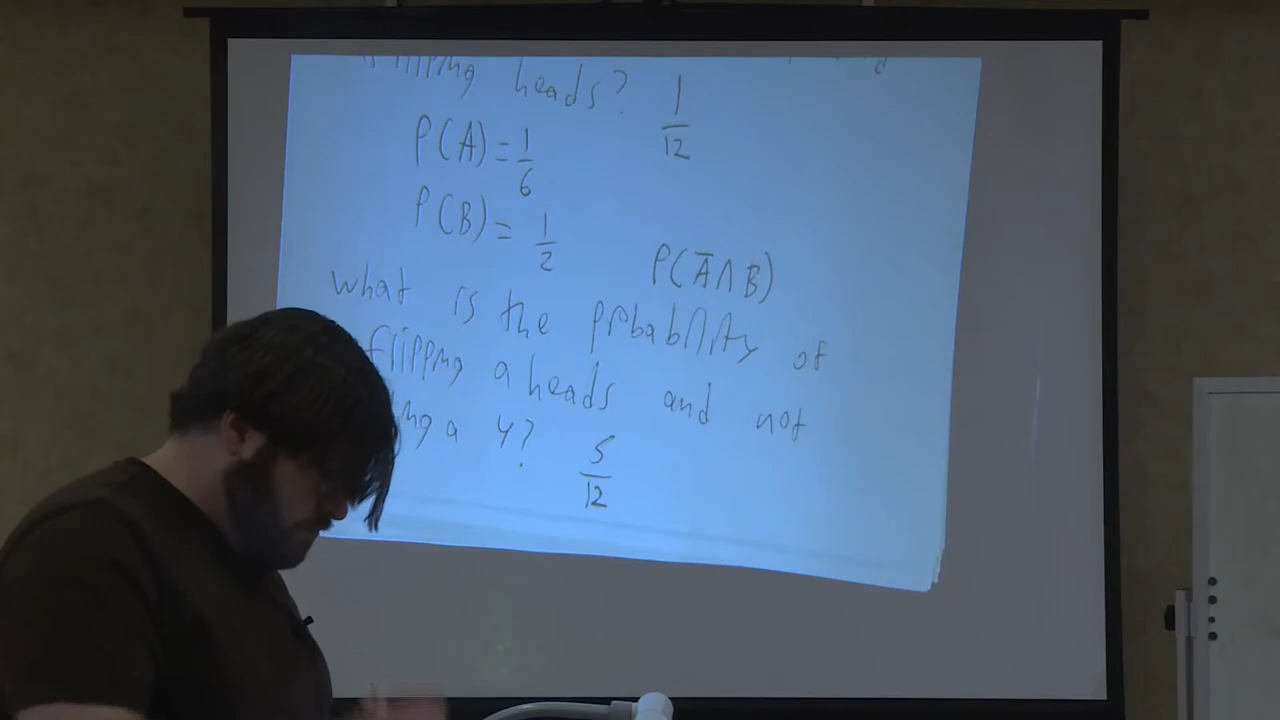 flipping heads? 1/12
P(A) = 1/6
P(B) = 1/2
P(A̅∩B)
what is the probability of
flipping a heads and not
a 4? 5/12